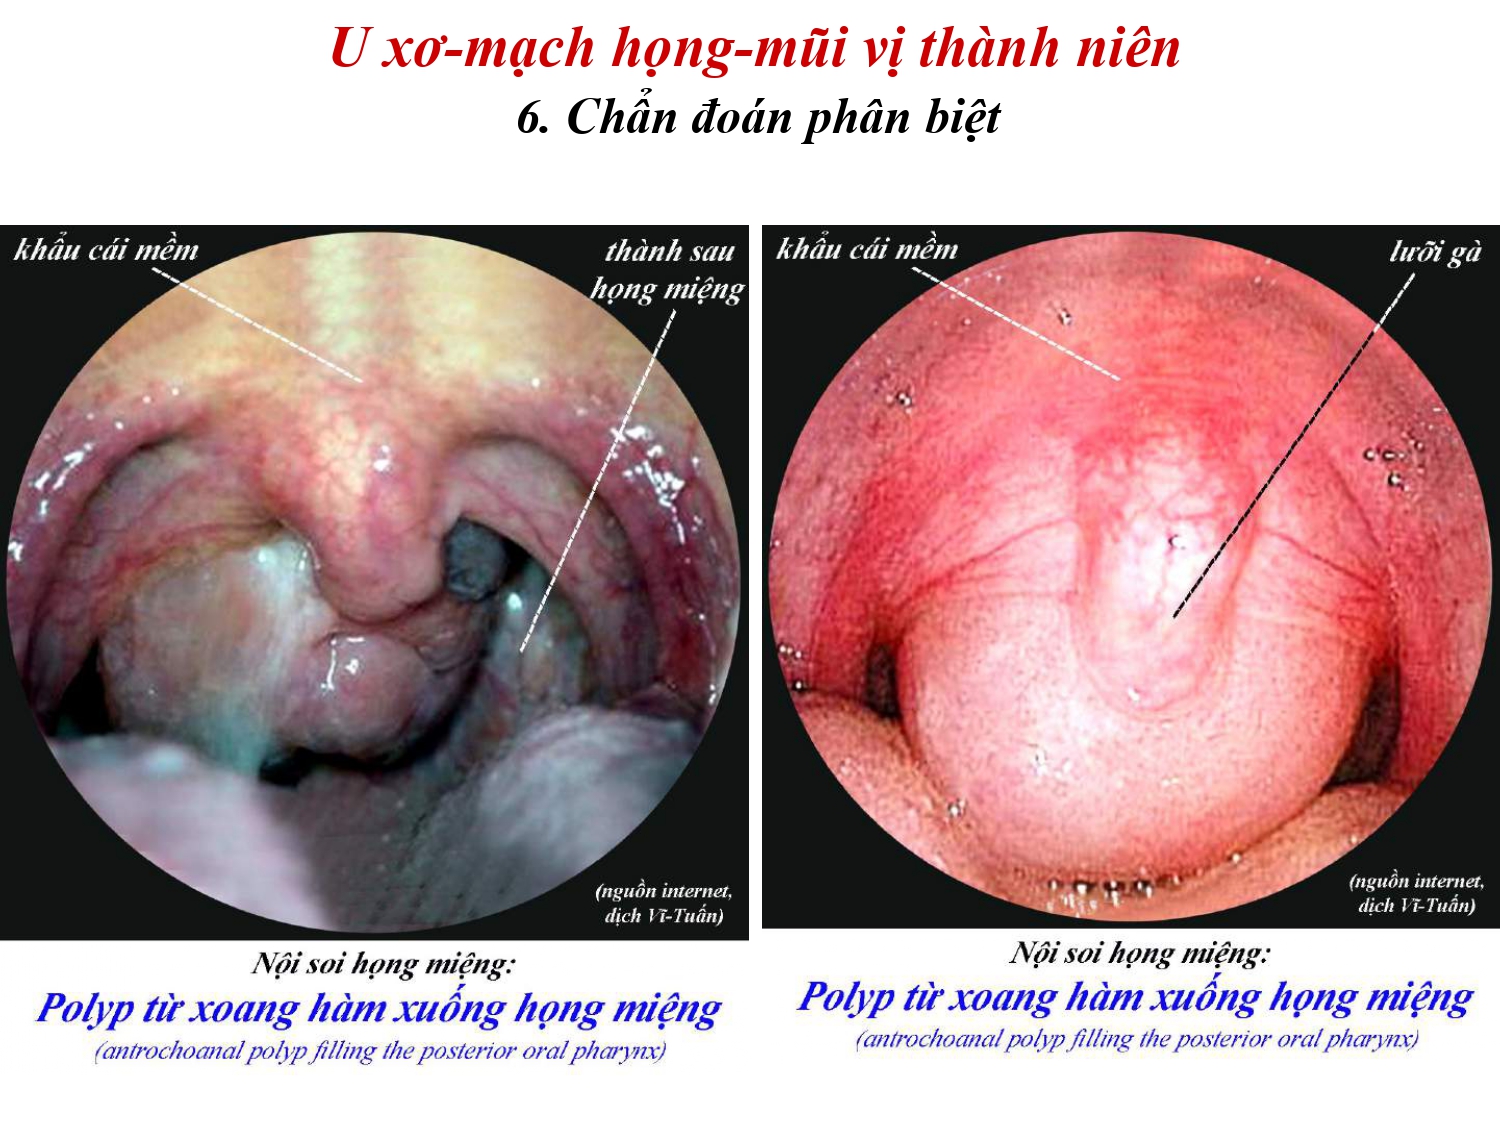 U xơ-mạch họng-mũi vị thành niên
6. Chẩn đoán phân biệt
khẩu cái mềm
thành sau
họng miệng
(nguồn internet,
dịch Vĩ-Tuấn)
Nội soi họng miệng:
Polyp từ xoang hàm xuống họng miệng
(antrochoanal polyp filling the posterior oral pharynx)
khẩu cái mềm
lưỡi gà
(nguồn internet,
dịch Vĩ-Tuấn)
Nội soi họng miệng:
Polyp từ xoang hàm xuống họng miệng
(antrochoanal polyp filling the posterior oral pharynx)